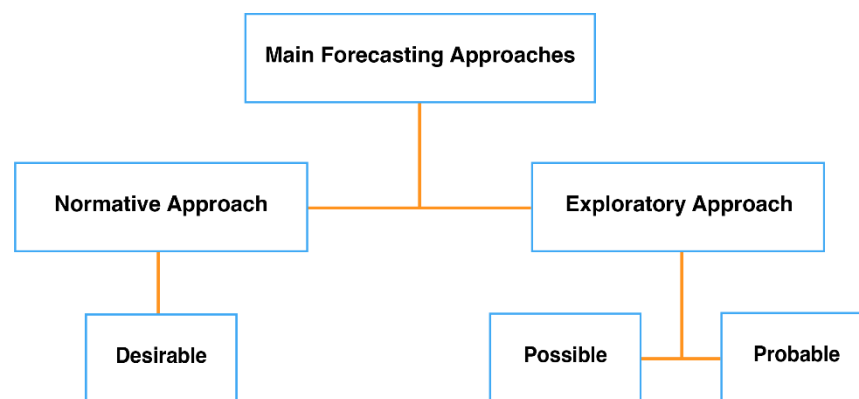 Main Forecasting Approaches
Normative Approach
Exploratory Approach
Desirable
Possible
Probable